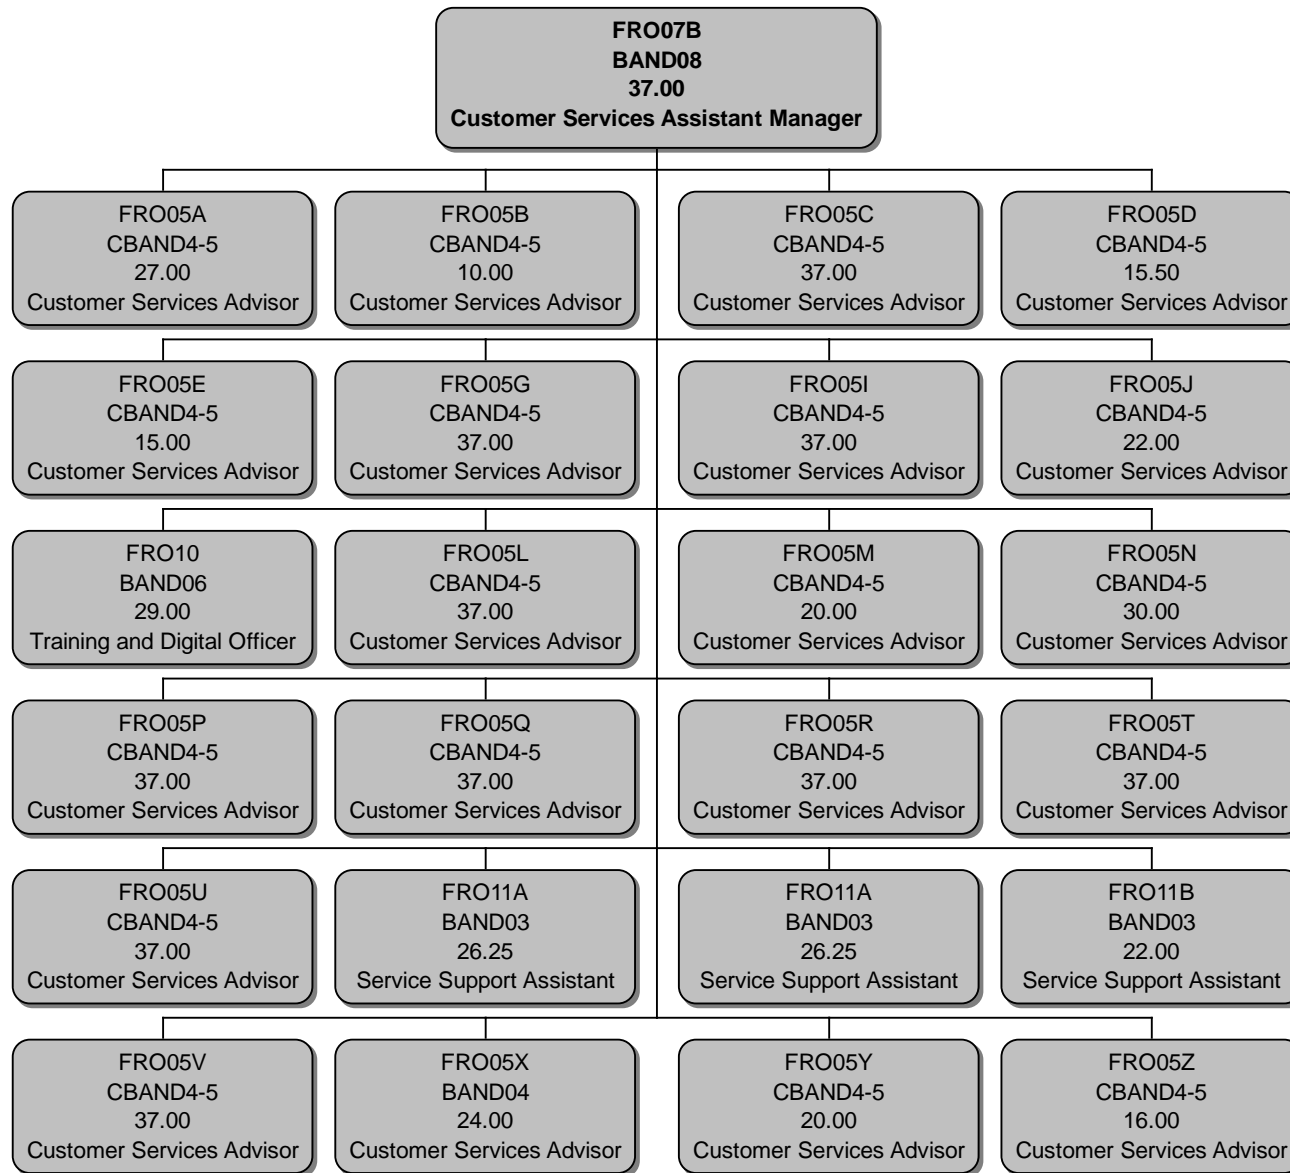 FRO07B
BAND08
37.00
Customer Services Assistant Manager
FRO05A
CBAND4-5
27.00
Customer Services Advisor
FRO05B
CBAND4-5
10.00
Customer Services Advisor
FRO05C
CBAND4-5
37.00
Customer Services Advisor
FRO05D
CBAND4-5
15.50
Customer Services Advisor
FRO05E
CBAND4-5
15.00
Customer Services Advisor
FRO05G
CBAND4-5
37.00
Customer Services Advisor
FRO05I
CBAND4-5
37.00
Customer Services Advisor
FRO05J
CBAND4-5
22.00
Customer Services Advisor
FRO10
BAND06
29.00
Training and Digital Officer
FRO05L
CBAND4-5
37.00
Customer Services Advisor
FRO05M
CBAND4-5
20.00
Customer Services Advisor
FRO05N
CBAND4-5
30.00
Customer Services Advisor
FRO05P
CBAND4-5
37.00
Customer Services Advisor
FRO05Q
CBAND4-5
37.00
Customer Services Advisor
FRO05R
CBAND4-5
37.00
Customer Services Advisor
FRO05T
CBAND4-5
37.00
Customer Services Advisor
FRO05U
CBAND4-5
37.00
Customer Services Advisor
FRO11A
BAND03
26.25
Service Support Assistant
FRO11A
BAND03
26.25
Service Support Assistant
FRO11B
BAND03
22.00
Service Support Assistant
FRO05V
CBAND4-5
37.00
Customer Services Advisor
FRO05X
BAND04
24.00
Customer Services Advisor
FRO05Y
CBAND4-5
20.00
Customer Services Advisor
FRO05Z
CBAND4-5
16.00
Customer Services Advisor